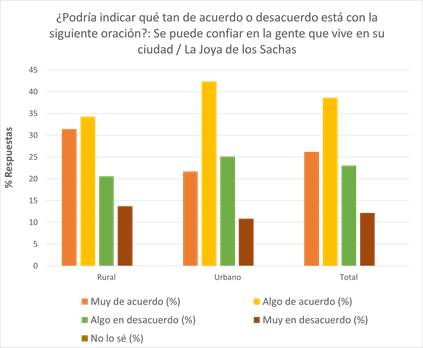 ¿Podría indicar qué tan de acuerdo o desacuerdo está con la
siguiente oración?: Se puede confiar en la gente que vive en su
ciudad / La Joya de los Sachas
% Respuestas
45
40
35
30
25
20
15
10
5
0
Rural
Urbano
Total
Muy de acuerdo (%)
Algo de acuerdo (%)
Algo en desacuerdo (%)
Muy en desacuerdo (%)
No lo sé (%)